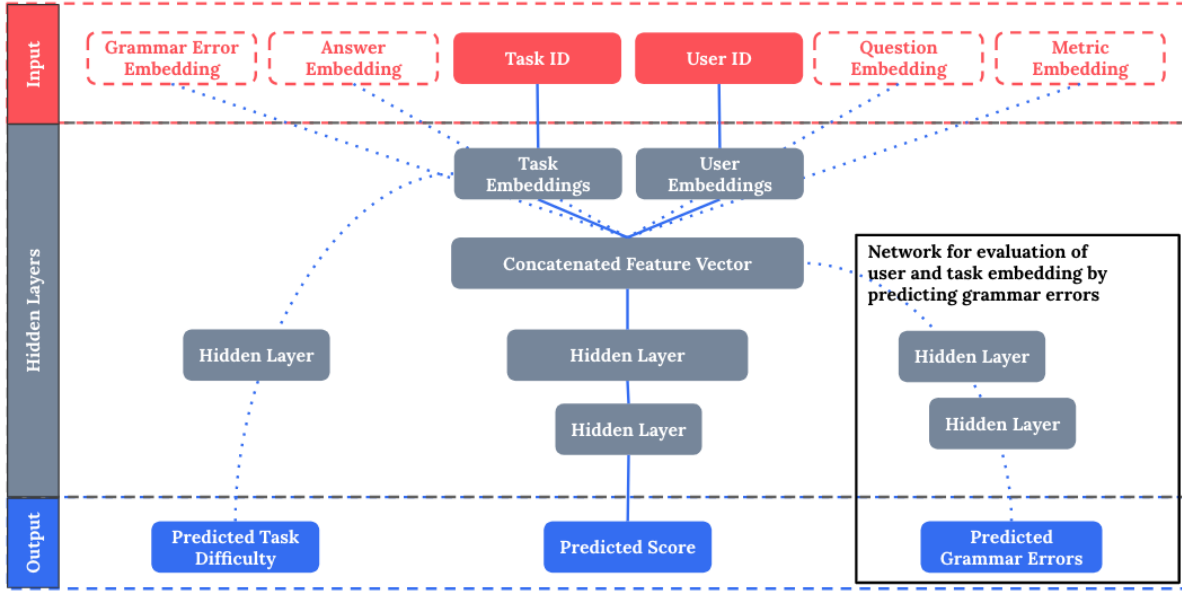 Input
Grammar Error
Embedding
Answer
Embedding
Task ID
User ID
Question
Embedding
Metric
Embedding
Hidden Layers
Task
Embeddings
User
Embeddings
Concatenated Feature Vector
Network for evaluation of
user and task embedding by
predicting grammar errors
Hidden Layer
Hidden Layer
Hidden Layer
Hidden Layer
Hidden Layer
Output
Predicted Task
Difficulty
Predicted Score
Predicted
Grammar Errors